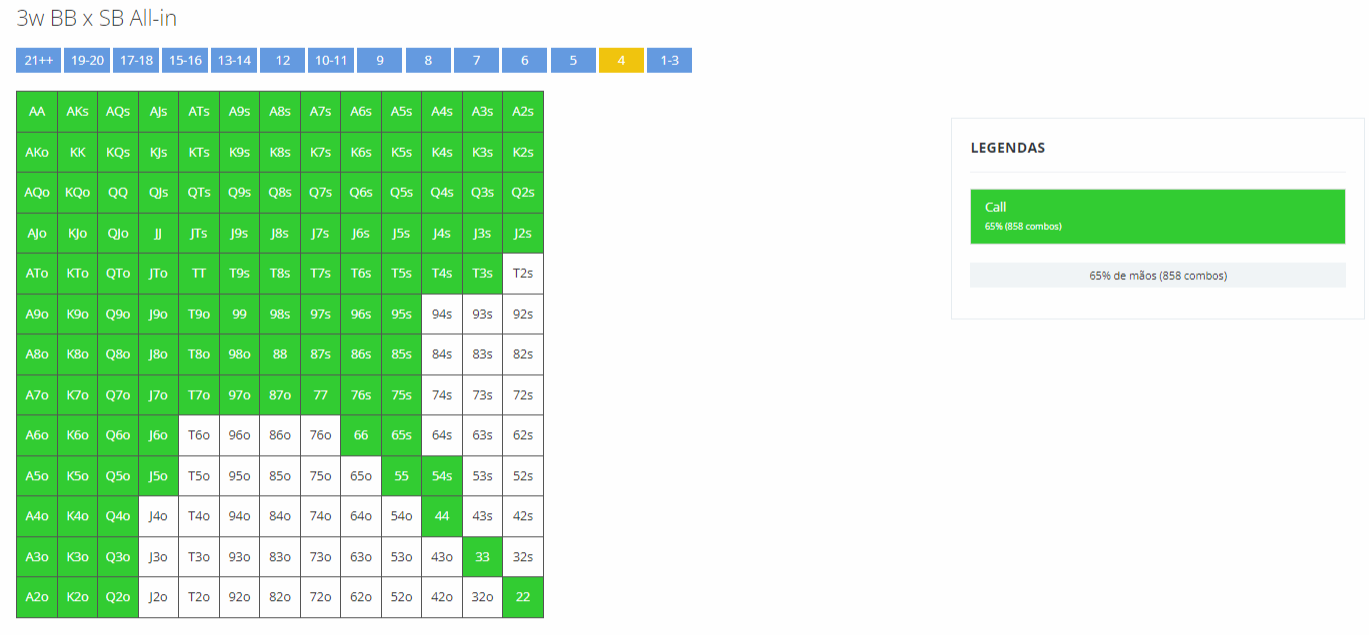 3w BB x SB All-in
21++ 19-20 17-18 15-16 13-14 12 10-11 9 8 7 6 5 4 1-3
AA AKs AQs AJs ATs A9s A8s A7s A6s A5s A4s A3s A2s
AKo KK KQs KJs KTs K9s K8s K7s K6s K5s K4s K3s K2s
AQo KQo QQ QJs QTs Q9s Q8s Q7s Q6s Q5s Q4s Q3s Q2s
AJo KJo QJo JJ JTs J9s J8s J7s J6s J5s J4s J3s J2s
ATo KTo QTo JTo TT T9s T8s T7s T6s T5s T4s T3s T2s
A9o K9o Q9o J9o T9o 99 98s 97s 96s 95s 94s 93s 92s
A8o K8o Q8o J8o T8o 98o 88 87s 86s 85s 84s 83s 82s
A7o K7o Q7o J7o T7o 97o 87o 77 76s 75s 74s 73s 72s
A6o K6o Q6o J6o T6o 96o 86o 76o 66 65s 64s 63s 62s
A5o K5o Q5o J5o T5o 95o 85o 75o 65o 55 54s 53s 52s
A4o K4o Q4o J4o T4o 94o 84o 74o 64o 54o 44 43s 42s
A3o K3o Q3o J3o T3o 93o 83o 73o 63o 53o 43o 33 32s
A2o K2o Q2o J2o T2o 92o 82o 72o 62o 52o 42o 32o 22
LEGENDAS
Call
65% (858 combos)
65% de mãos (858 combos)